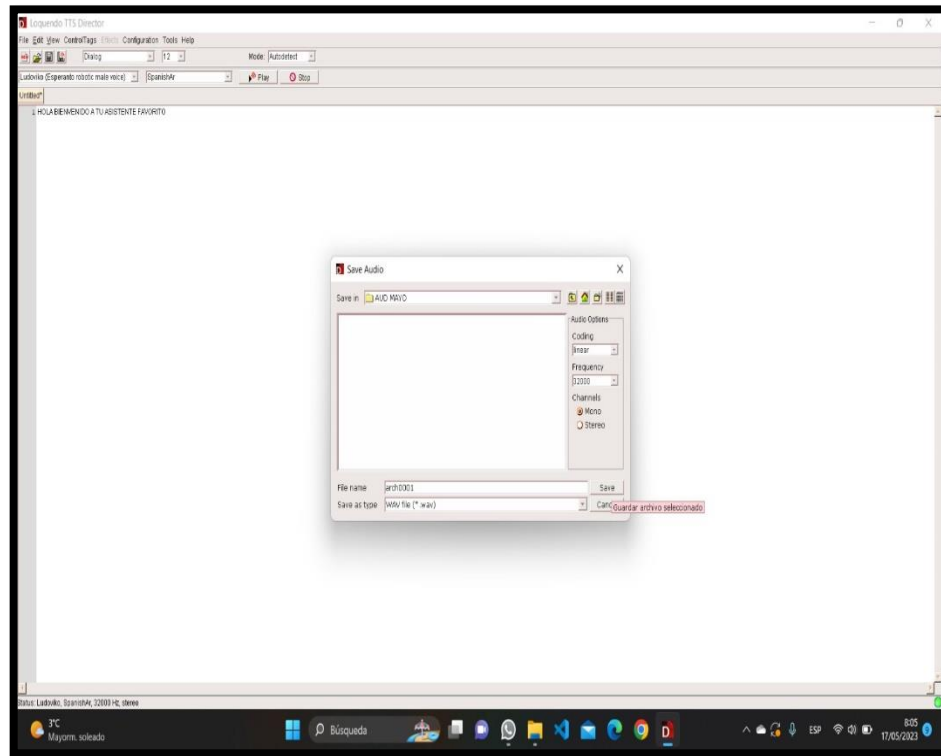 Loquendo TTS Director
File Edit View ControlTags Effects Configuration Tools Help
Dialog 12 Mode: Autodetect
Ludoviko (Esperanto robotic male voice) SpanishAr Play Stop
Untitled*
1 HOLA BIENVENIDO A TU ASISTENTE FAVORITO
Save Audio
Save in AUD MAYO
Audio Options
Coding
linear
Frequency
32000
Channels
Mono
Stereo
File name arch0001 Save
Save as type WAV file (*.wav)
Guardar archivo seleccionado
Status: Ludoviko, SpanishAr, 32000 Hz, stereo
3°C
Mayorm. soleado
Búsqueda
ESP
8:05
17/05/2023